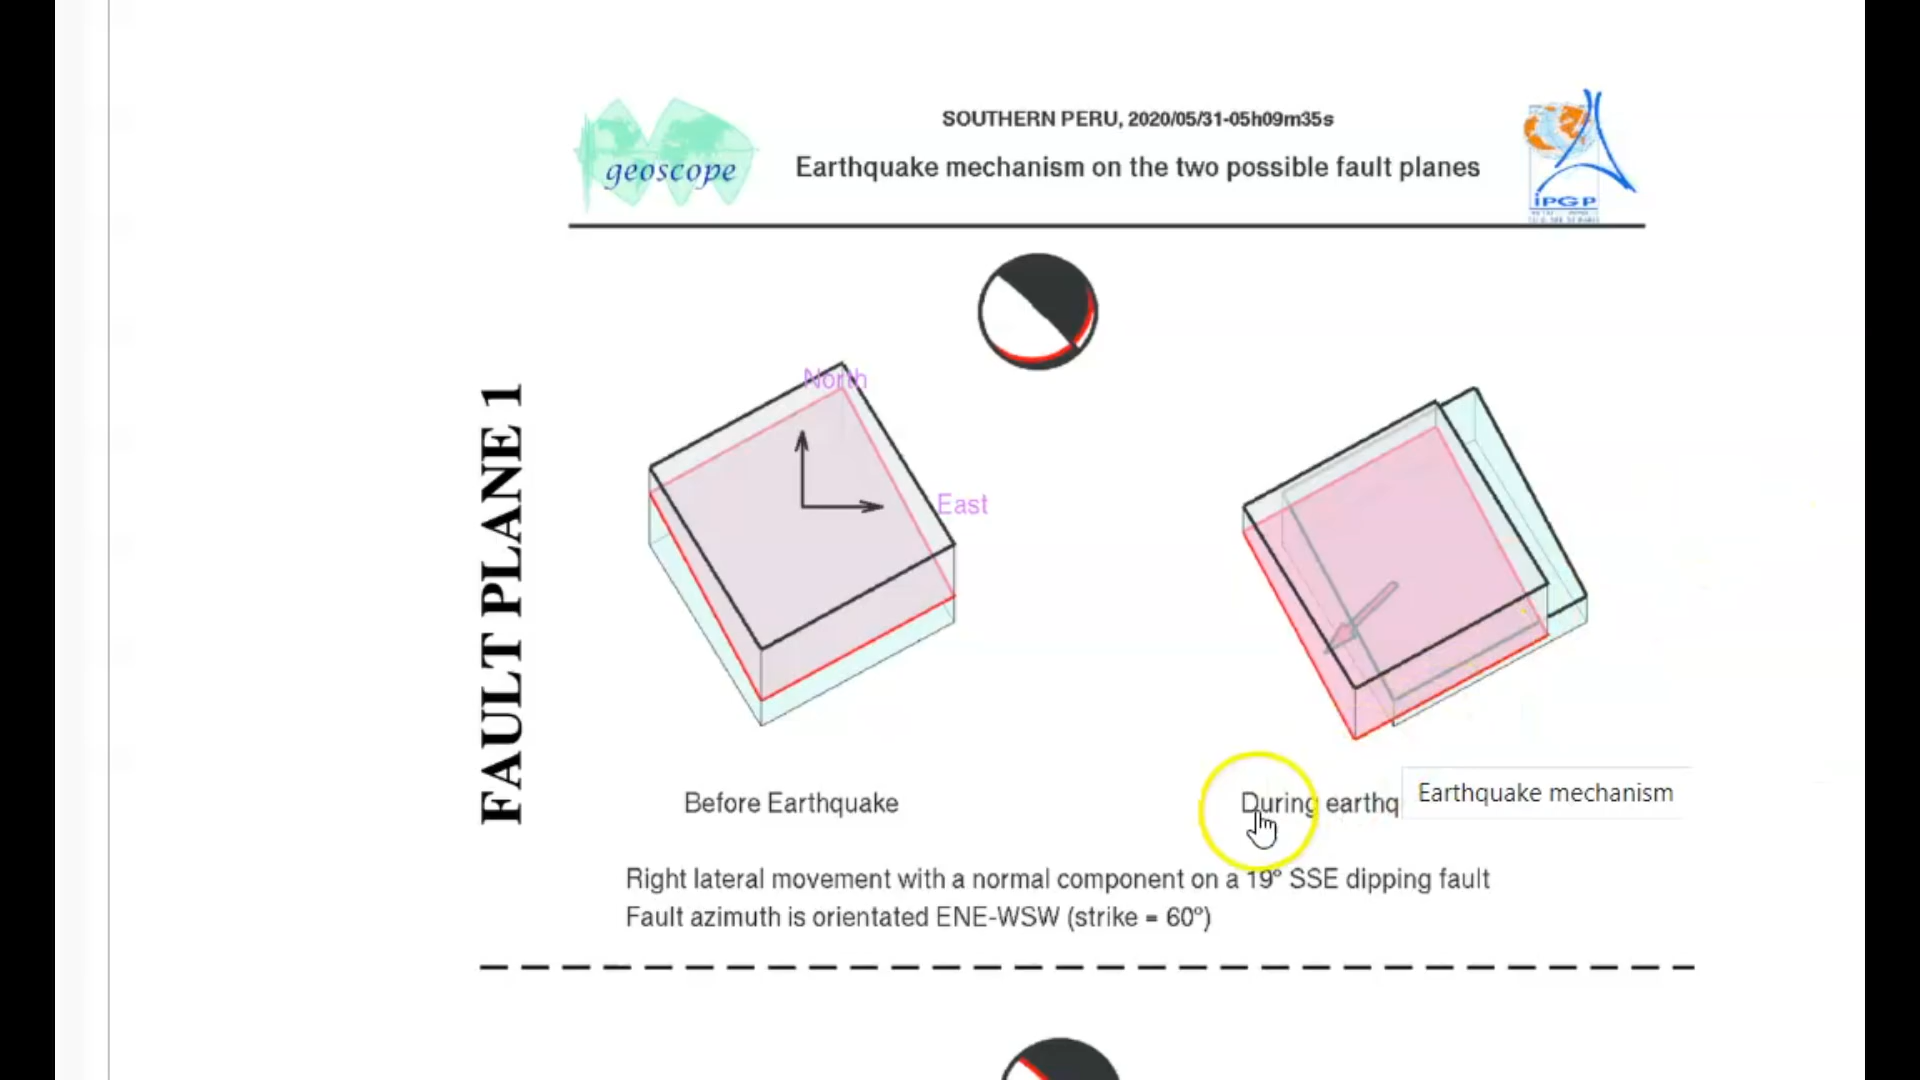 SOUTHERN PERU, 2020/05/31-05h09m35s
geoscope
Earthquake mechanism on the two possible fault planes
iPGP
FAULT PLANE 1
North
East
Before Earthquake
During earthq
Earthquake mechanism
Right lateral movement with a normal component on a 19° SSE dipping fault
Fault azimuth is orientated ENE-WSW (strike = 60°)